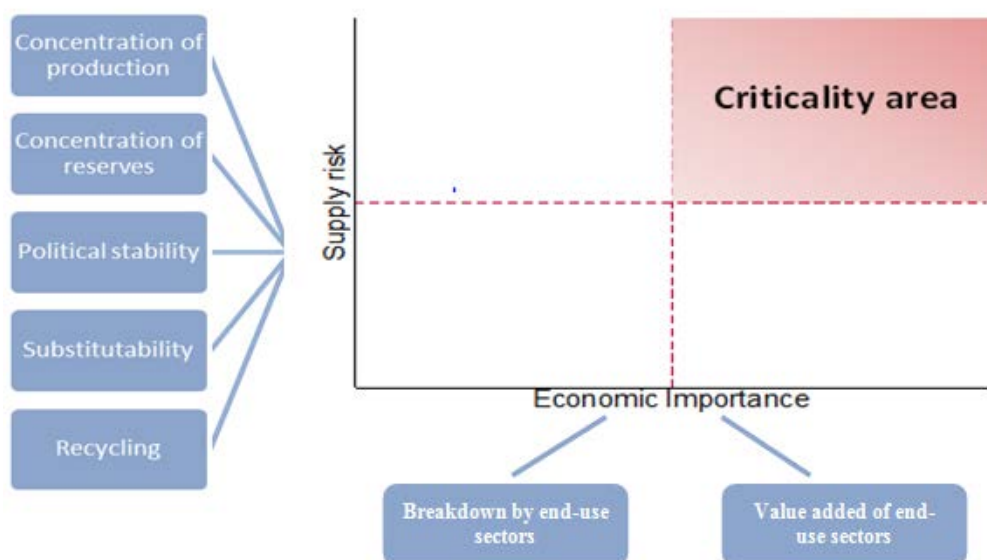 Concentration of
production
Concentration of
reserves
Political stability
Substitutability
Recycling
Supply risk
Criticality area
Economic Importance
Breakdown by end-use
sectors
Value added of end-
use sectors